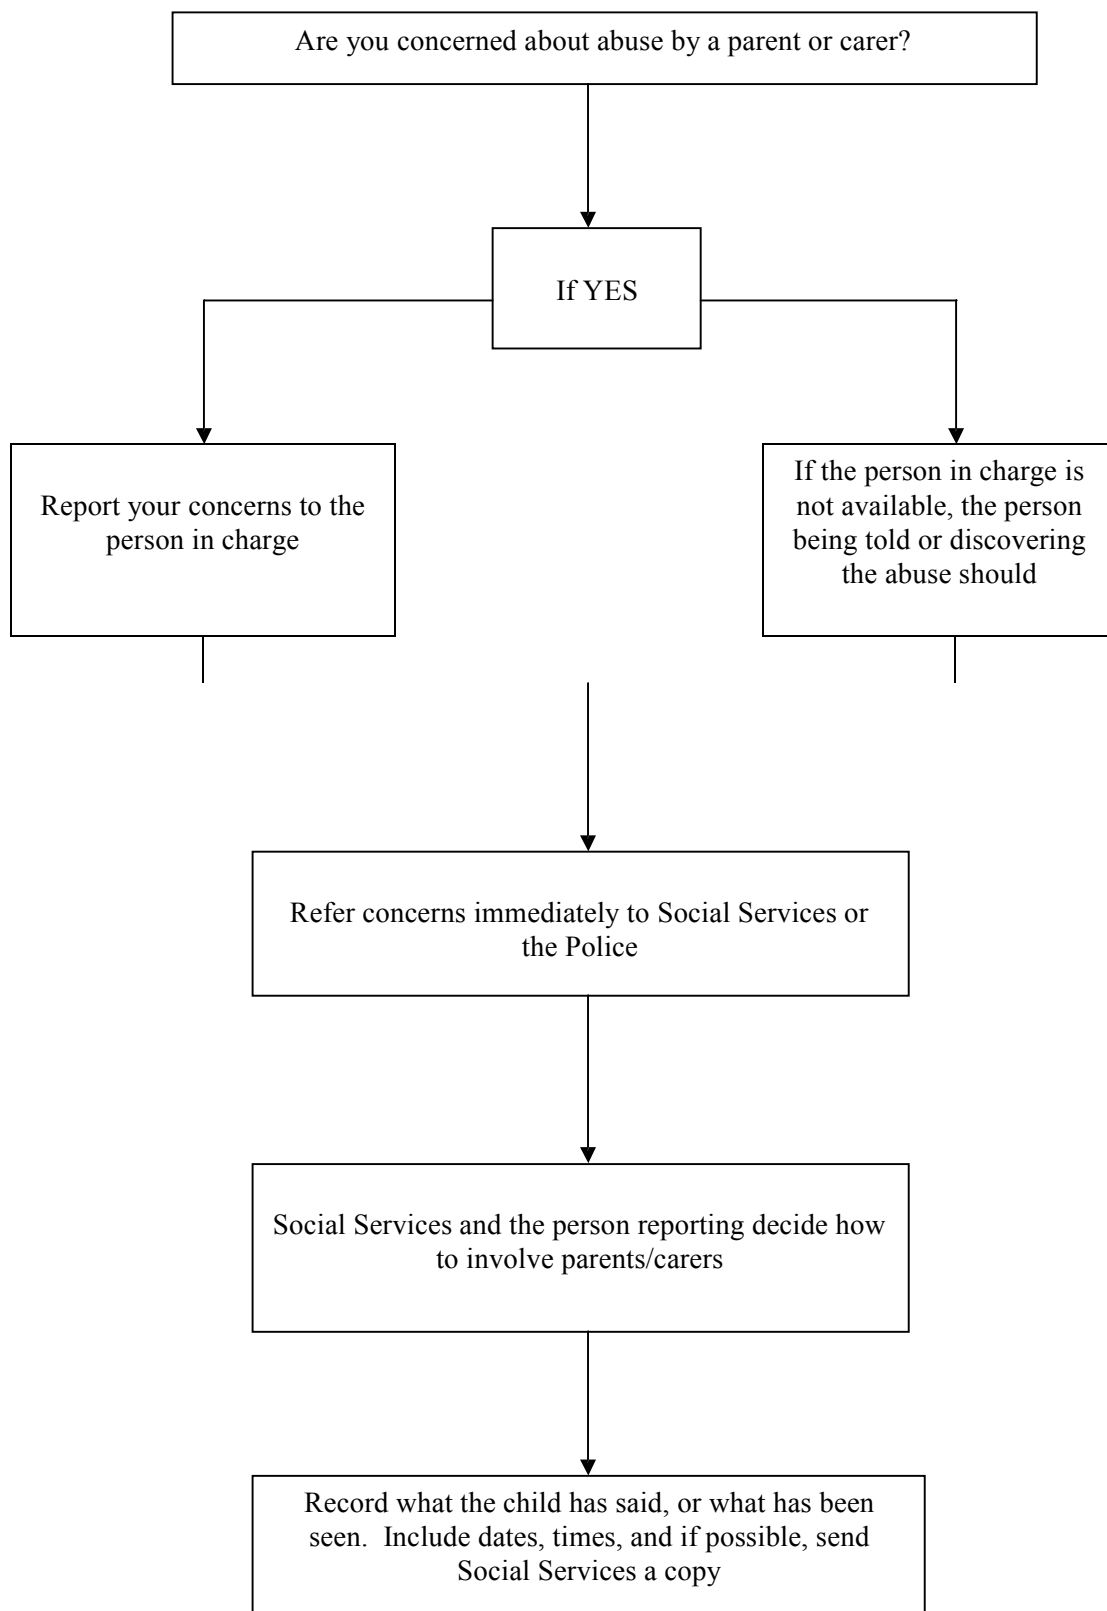 Are you concerned about abuse by a parent or carer?
If YES
Report your concerns to the
person in charge
If the person in charge is
not available, the person
being told or discovering
the abuse should
Refer concerns immediately to Social Services or
the Police
Social Services and the person reporting decide how
to involve parents/carers
Record what the child has said, or what has been
seen.  Include dates, times, and if possible, send
Social Services a copy